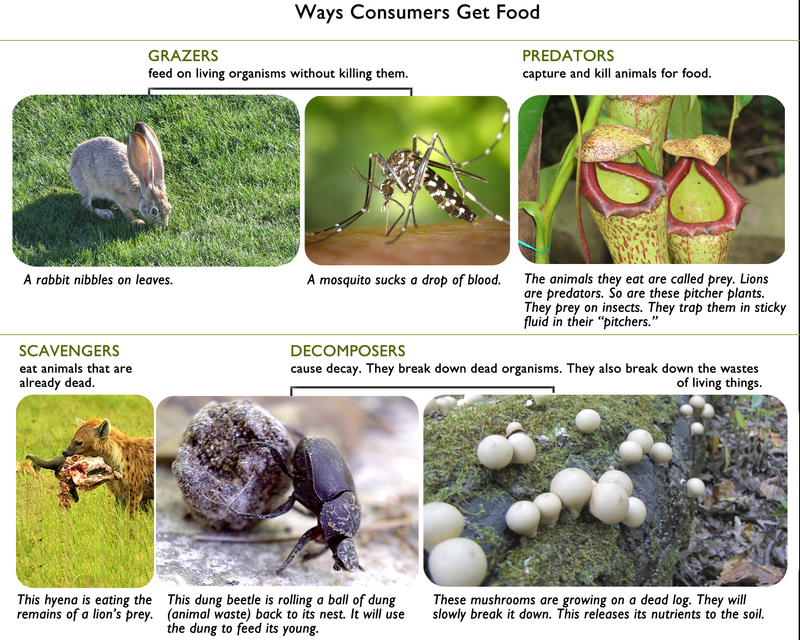 Ways Consumers Get Food
GRAZERS
feed on living organisms without killing them.
PREDATORS
capture and kill animals for food.
A rabbit nibbles on leaves.
A mosquito sucks a drop of blood.
The animals they eat are called prey. Lions
are predators. So are these pitcher plants.
They prey on insects. They trap them in sticky
fluid in their “pitchers.”
SCAVENGERS
eat animals that are
already dead.
DECOMPOSERS
cause decay. They break down dead organisms. They also break down the wastes
of living things.
This hyena is eating the
remains of a lion’s prey.
This dung beetle is rolling a ball of dung
(animal waste) back to its nest. It will use
the dung to feed its young.
These mushrooms are growing on a dead log. They will
slowly break it down. This releases its nutrients to the soil.